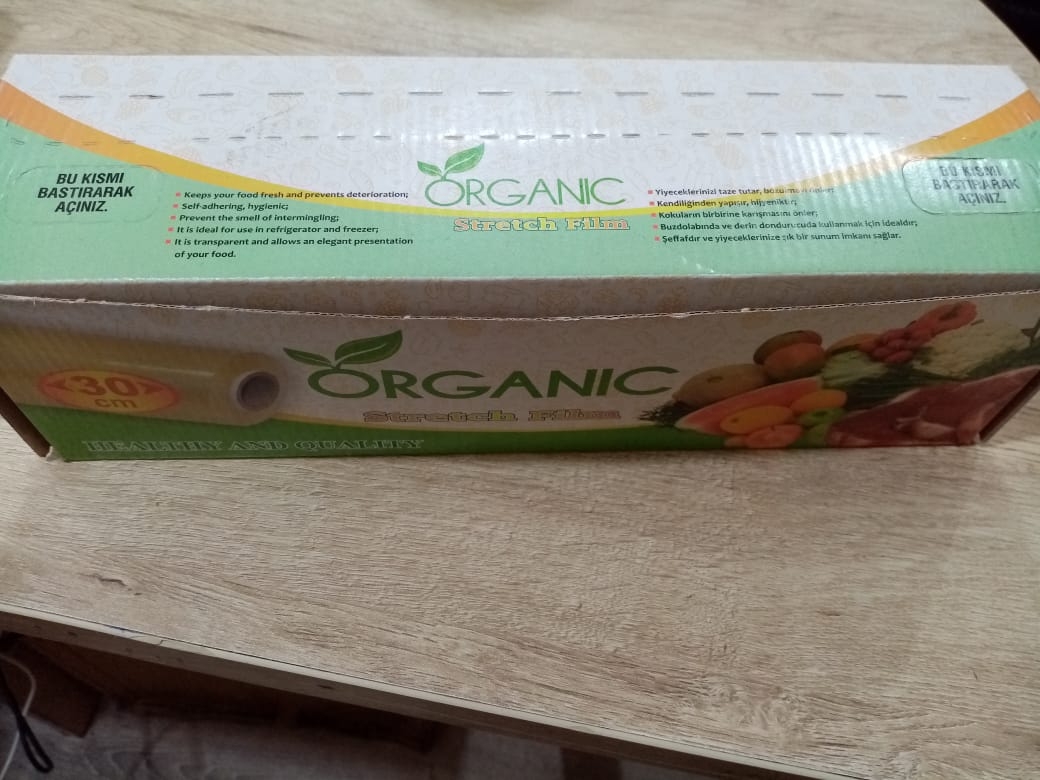 BU KISMI
BASTIRARAK
AÇINIZ.
Keeps your food fresh and prevents deterioration;
Self-adhering, hygienic;
Prevent the smell of intermingling;
It is ideal for use in refrigerator and freezer;
It is transparent and allows an elegant presentation
of your food.
ORGANIC
Stretch Film
Yiyeceklerinizi taze tutar, bozulmayı önler;
Kendiliğinden yapışır, hijyeniktir;
Kokuların birbirine karışmasını önler;
Buzdolabında ve derin dondurucuda kullanmak için idealdir;
Şeffafdır ve yiyeceklerinize şık bir sunum imkanı sağlar.
BU KISMI
BASTIRARAK
AÇINIZ.
30
cm
ORGANIC
Stretch Film
HEALTHY AND QUALITY